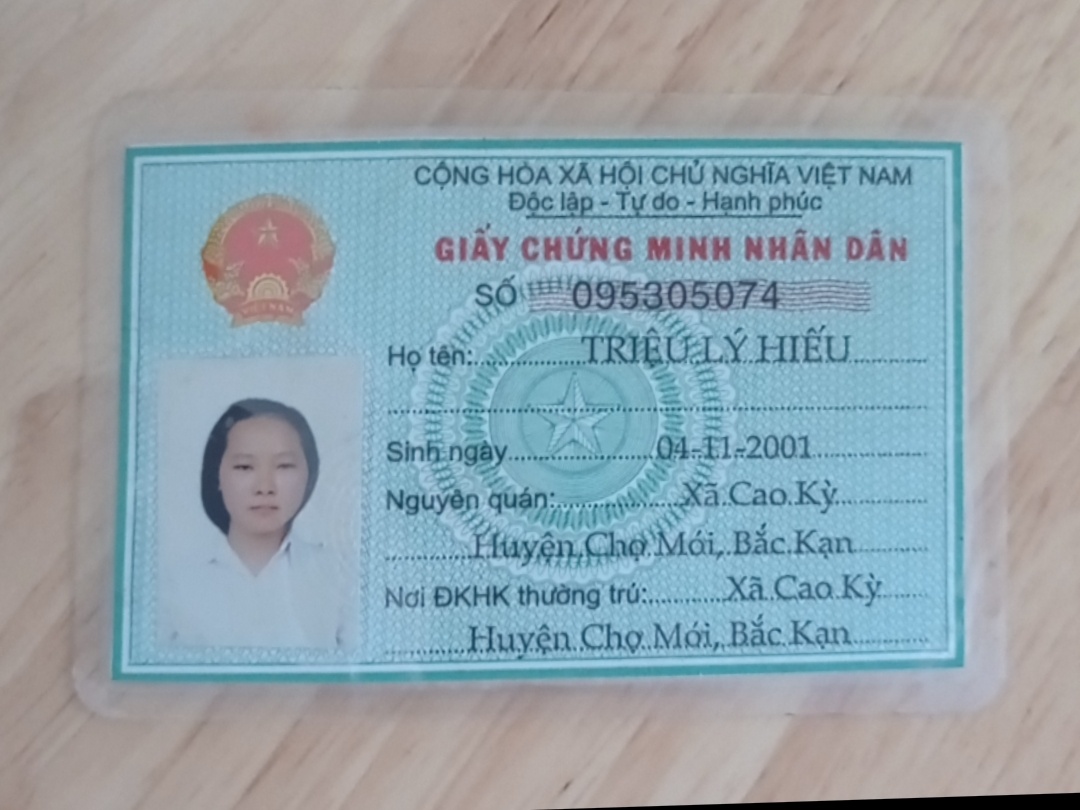 CỘNG HÒA XÃ HỘI CHỦ NGHĨA VIỆT NAM
Độc lập - Tự do - Hạnh phúc
GIẤY CHỨNG MINH NHÂN DÂN
SỐ 095305074
Họ tên: TRIỆU LÝ HIẾU
Sinh ngày 04-11-2001
Nguyên quán: Xã Cao Kỳ
Huyện Chợ Mới, Bắc Kạn
Nơi ĐKHK thường trú: Xã Cao Kỳ
Huyện Chợ Mới, Bắc Kạn
VIỆT NAM